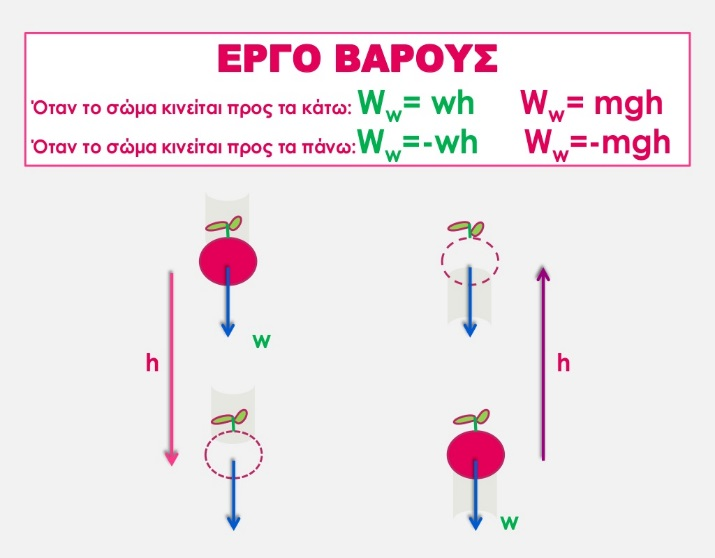 ΕΡΓΟ ΒΑΡΟΥΣ
Όταν το σώμα κινείται προς τα κάτω: Ww= wh Ww= mgh
Όταν το σώμα κινείται προς τα πάνω: Ww=-wh Ww=-mgh
w
h
h
w